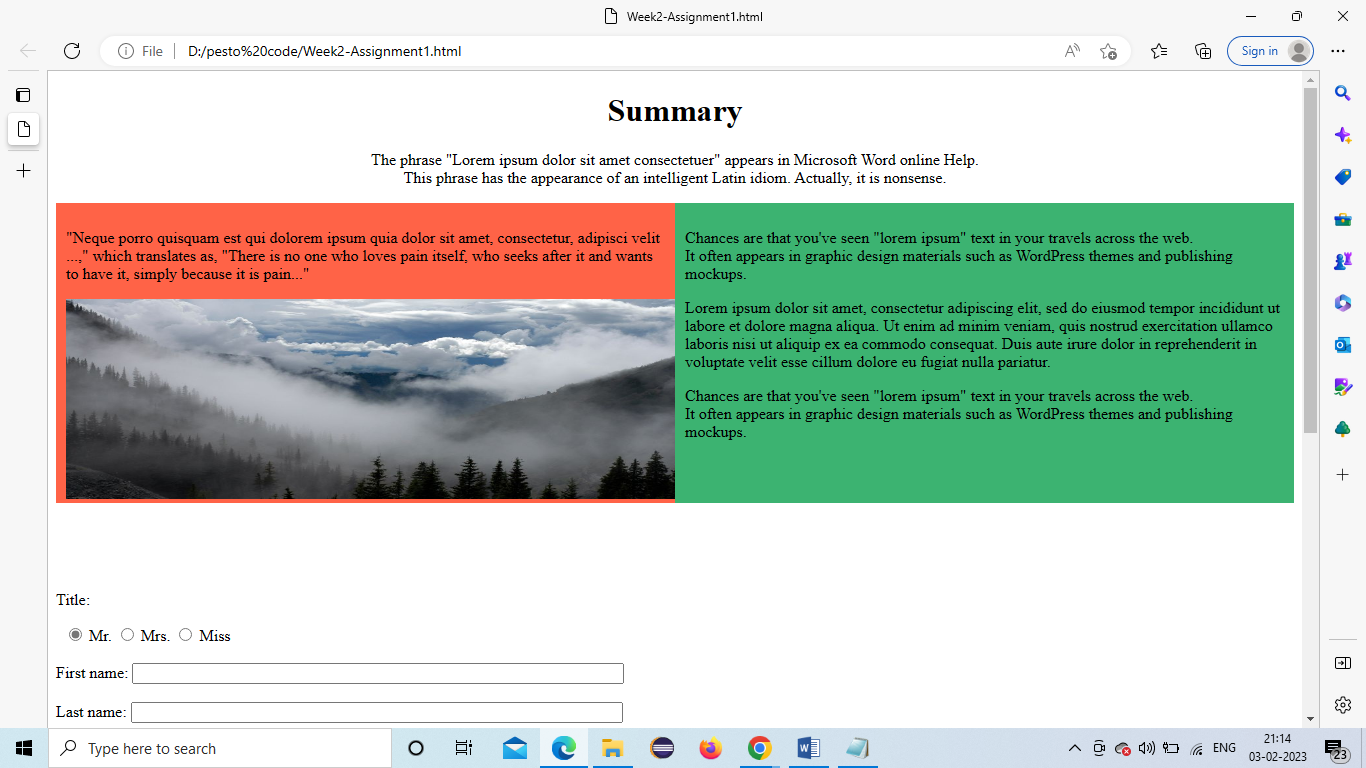 Week2-Assignment1.html
File
D:/pesto%20code/Week2-Assignment1.html
Sign in
Summary
The phrase "Lorem ipsum dolor sit amet consectetuer" appears in Microsoft Word online Help.
This phrase has the appearance of an intelligent Latin idiom. Actually, it is nonsense.
"Neque porro quisquam est qui dolorem ipsum quia dolor sit amet, consectetur, adipisci velit
...," which translates as, "There is no one who loves pain itself, who seeks after it and wants
to have it, simply because it is pain..."
Chances are that you've seen "lorem ipsum" text in your travels across the web.
It often appears in graphic design materials such as WordPress themes and publishing
mockups.
Lorem ipsum dolor sit amet, consectetur adipiscing elit, sed do eiusmod tempor incididunt ut
labore et dolore magna aliqua. Ut enim ad minim veniam, quis nostrud exercitation ullamco
laboris nisi ut aliquip ex ea commodo consequat. Duis aute irure dolor in reprehenderit in
voluptate velit esse cillum dolore eu fugiat nulla pariatur.
Chances are that you've seen "lorem ipsum" text in your travels across the web.
It often appears in graphic design materials such as WordPress themes and publishing
mockups.
Title:
Mr. Mrs. Miss
First name:
Last name:
Type here to search
ENG
21:14
03-02-2023
23